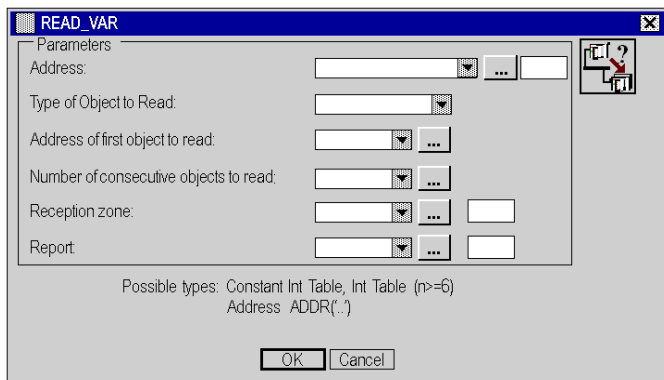 READ_VAR
Parameters
Address:
...
Type of Object to Read:
Address of first object to read:
...
Number of consecutive objects to read:
...
Reception zone:
...
Report:
...
Possible types: Constant Int Table, Int Table (n>=6)
Address ADDR('..')
OK Cancel